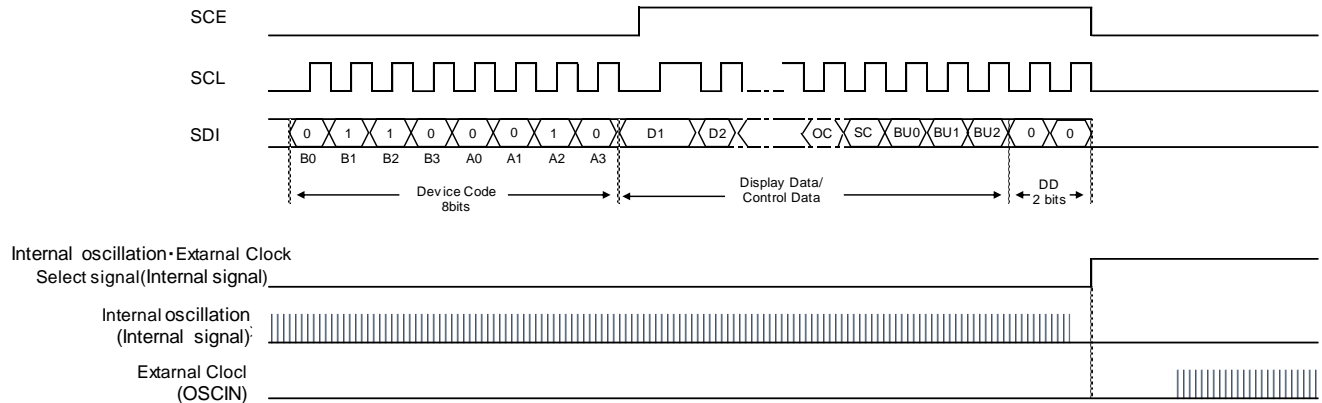 SCE
SCL
SDI
0 1 1 0 0 0 1 0 D1 D2 OC SC BU0 BU1 BU2 0 0
B0 B1 B2 B3 A0 A1 A2 A3
Device Code
8bits
Display Data/
Control Data
DD
2 bits
Internal oscillation・Extarnal Clock
Select signal(Internal signal)
Internal oscillation
(Internal signal)
Extarnal Clocl
(OSCIN)